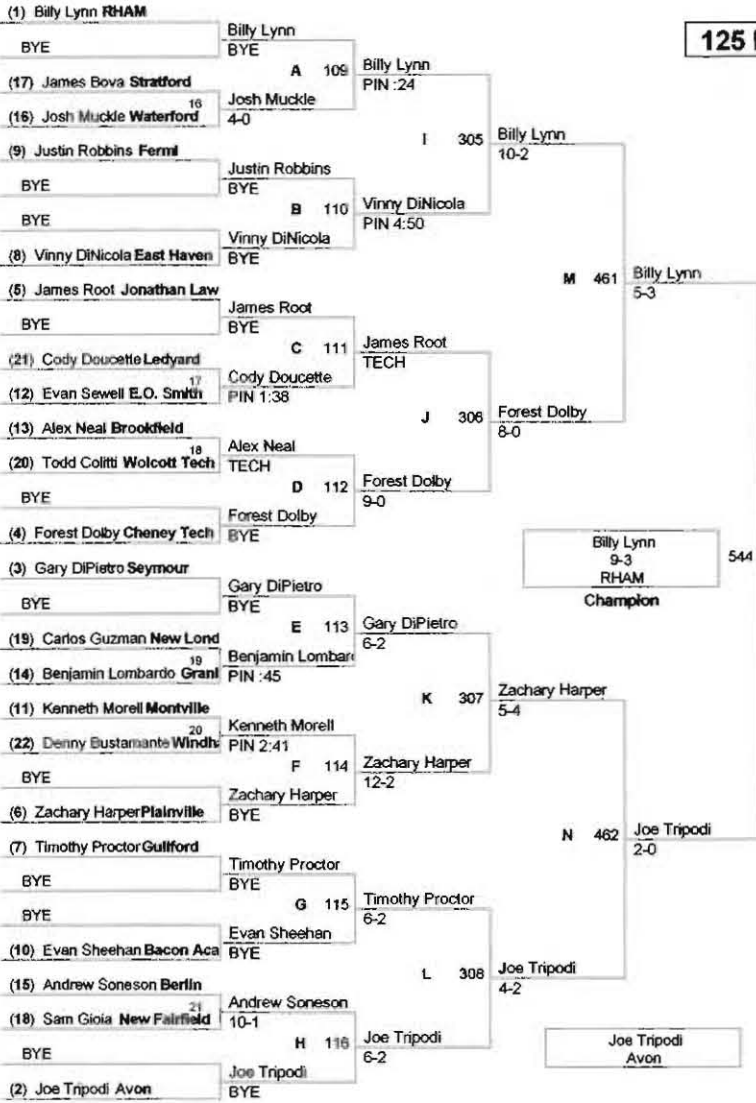 (1) Billy Lynn RHAM
BYE
(17) James Bova Stratford
16
(16) Josh Muckle Waterford
(9) Justin Robbins Fermi
BYE
BYE
(8) Vinny DiNicola East Haven
(5) James Root Jonathan Law
BYE
(21) Cody Doucette Ledyard
17
(12) Evan Sewell E.O. Smith
(13) Alex Neal Brookfield
18
(20) Todd Colitti Wolcott Tech
BYE
(4) Forest Dolby Cheney Tech
(3) Gary DiPietro Seymour
BYE
(19) Carlos Guzman New Lond
19
(14) Benjamin Lombardo Granl
(11) Kenneth Morell Montville
20
(22) Denny Bustamante Windh
BYE
(6) Zachary Harper Plainville
(7) Timothy Proctor Guilford
BYE
BYE
(10) Evan Sheehan Bacon Aca
(15) Andrew Soneson Berlin
21
(18) Sam Gioia New Fairfield
BYE
(2) Joe Tripodi Avon
Billy Lynn
BYE
A 109
Josh Muckle
4-0
Justin Robbins
BYE
B 110
Vinny DiNicola
BYE
James Root
BYE
C 111
Cody Doucette
PIN 1:38
Alex Neal
TECH
D 112
Forest Dolby
BYE
Gary DiPietro
BYE
E 113
Benjamin Lombar
PIN :45
Kenneth Morell
PIN 2:41
F 114
Zachary Harper
BYE
Timothy Proctor
BYE
G 115
Evan Sheehan
BYE
Andrew Soneson
10-1
H 116
Joe Tripodi
BYE
Billy Lynn
PIN :24
I 305
Vinny DiNicola
PIN 4:50
James Root
TECH
J 306
Forest Dolby
9-0
Gary DiPietro
6-2
K 307
Zachary Harper
12-2
Timothy Proctor
6-2
L 308
Joe Tripodi
6-2
Billy Lynn
10-2
M 461
Forest Dolby
8-0
Zachary Harper
5-4
N 462
Joe Tripodi
4-2
125
Billy Lynn
5-3
Joe Tripodi
2-0
Billy Lynn
9-3
RHAM
544
Champion
Joe Tripodi
Avon